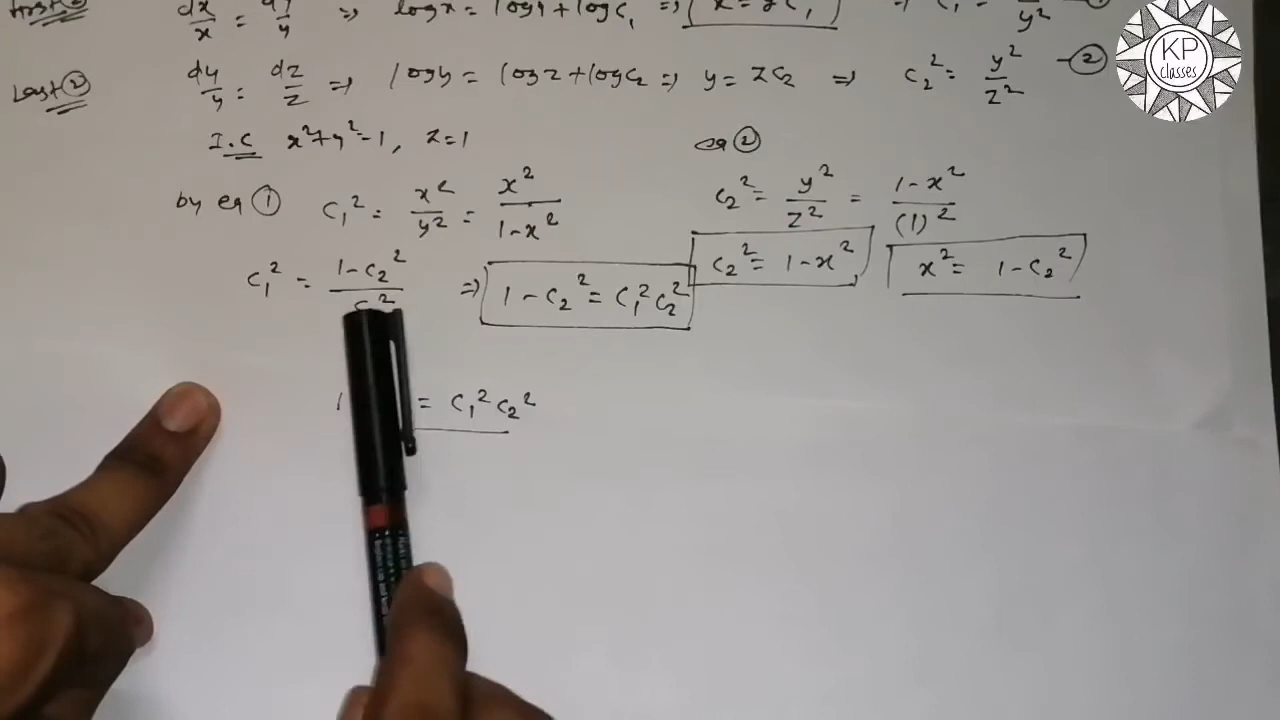 dx/x = dy/y ⇒ log x = log y + log c₁ ⇒ x = y c₁ ⇒ c₁ = y²
Last ② dy/y = dz/z ⇒ log y = log z + log c₂ ⇒ y = z c₂ ⇒ c₂² = y²/z² — ②
I.C x² + y² = 1, z = 1
eq ②
by eq ① c₁² = x²/y² = x²/1-x²
c₂² = y²/z² = 1-x²/(1)²
c₂² = 1-x², x² = 1-c₂²
c₁² = 1-c₂²/c₂² ⇒ 1-c₂² = c₁²c₂²
= c₁²c₂²
KP
classes